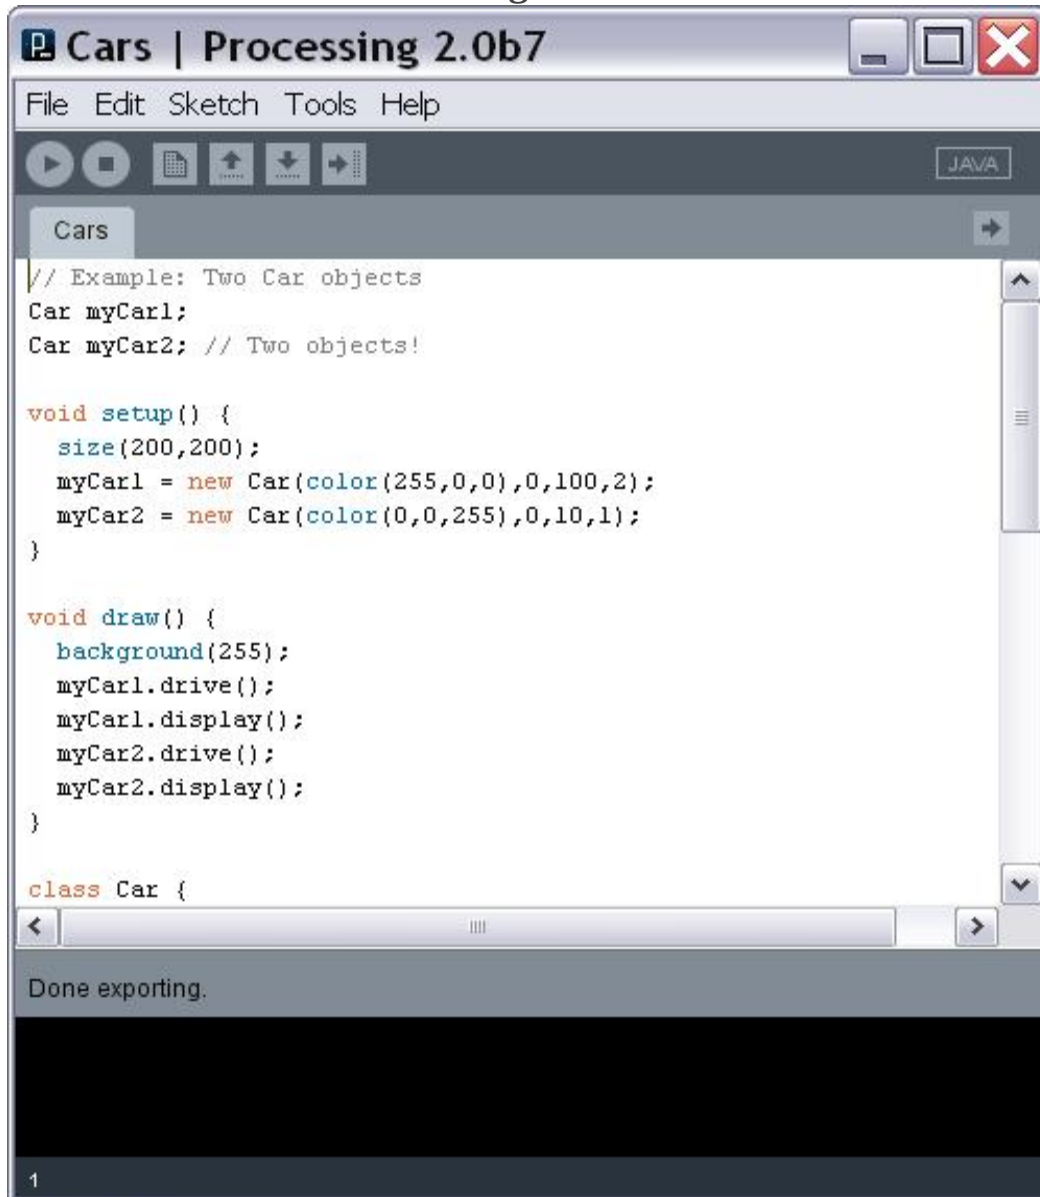 Cars | Processing 2.0b7
File Edit Sketch Tools Help
JAVA
Cars
// Example: Two Car objects
Car myCar1;
Car myCar2; // Two objects!
void setup() {
  size(200,200);
  myCar1 = new Car(color(255,0,0),0,100,2);
  myCar2 = new Car(color(0,0,255),0,10,1);
}
void draw() {
  background(255);
  myCar1.drive();
  myCar1.display();
  myCar2.drive();
  myCar2.display();
}
class Car {
Done exporting.
1